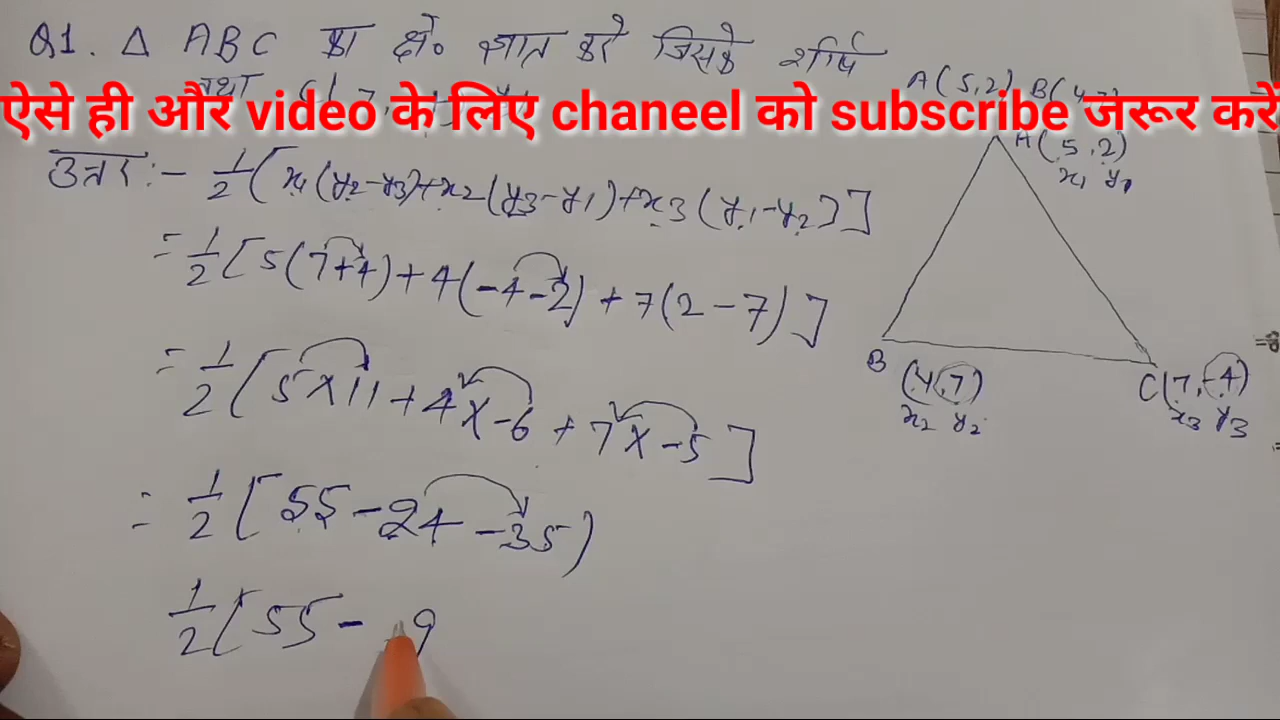 Q1. Δ ABC का क्षे० ज्ञात करो जिसके शीर्ष
A(5,2) B(4,
तथा
ऐसे ही और video के लिए chaneel को subscribe जरूर करें
उत्तर:- 1/2[x1(y2-y3)+x2(y3-y1)+x3(y1-y2)]
= 1/2[5(7+4)+4(-4-2)+7(2-7)]
= 1/2[5×11+4×-6+7×-5]
= 1/2[55-24-35)
1/2[55- 9
A(5,2)
x1 y1
B (4,7)
x2 y2
C(7,-4)
x3 y3